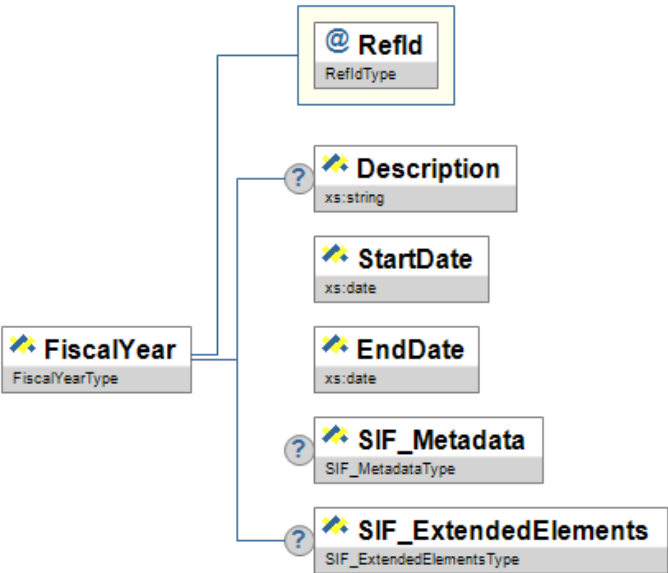 @ RefId
RefIdType
? Description
xs:string
StartDate
xs:date
FiscalYear
FiscalYearType
EndDate
xs:date
? SIF_Metadata
SIF_MetadataType
? SIF_ExtendedElements
SIF_ExtendedElementsType